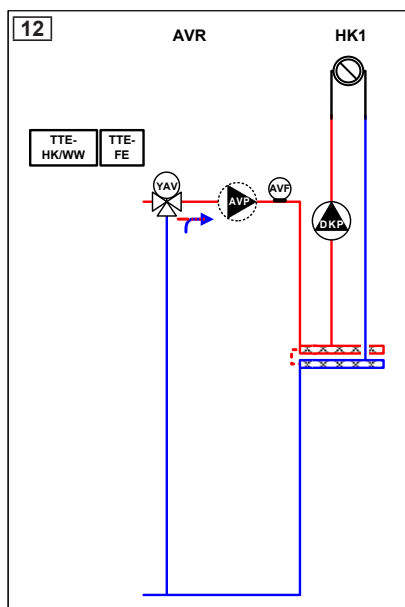 12
AVR
HK1
TTE-
HK/WW
TTE-
FE
YAV
AVP
AVF
DKP